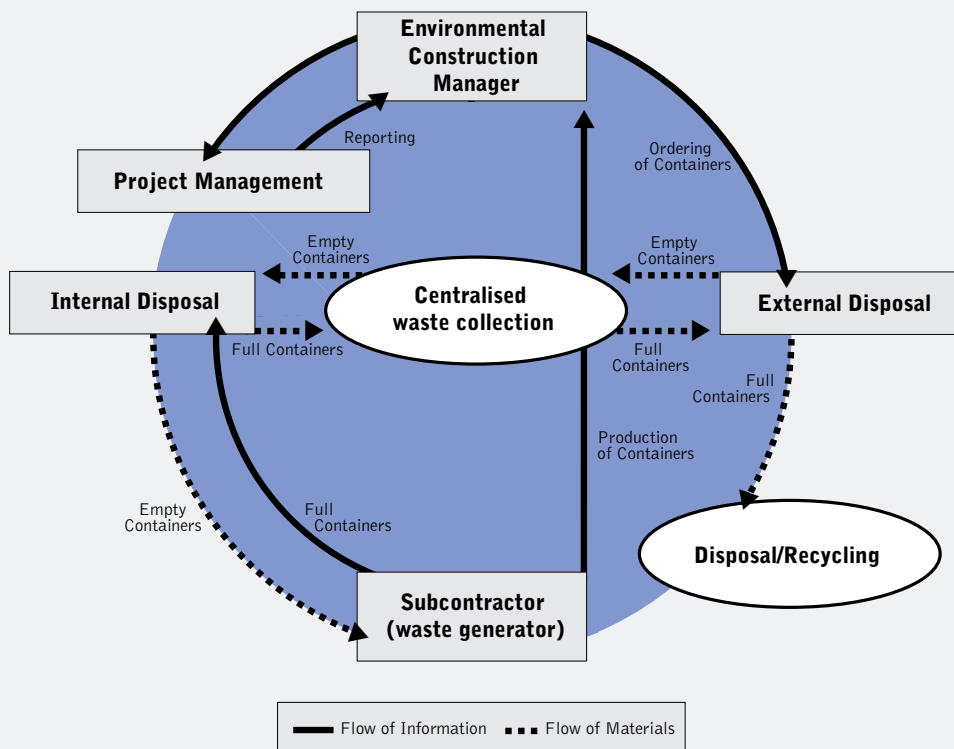 Environmental
Construction
Manager
Reporting
Ordering
of Containers
Project Management
Empty
Containers
Empty
Containers
Internal Disposal
Centralised
waste collection
External Disposal
Full Containers
Full
Containers
Full
Containers
Production
of Containers
Empty
Containers
Full
Containers
Disposal/Recycling
Subcontractor
(waste generator)
Flow of Information
Flow of Materials